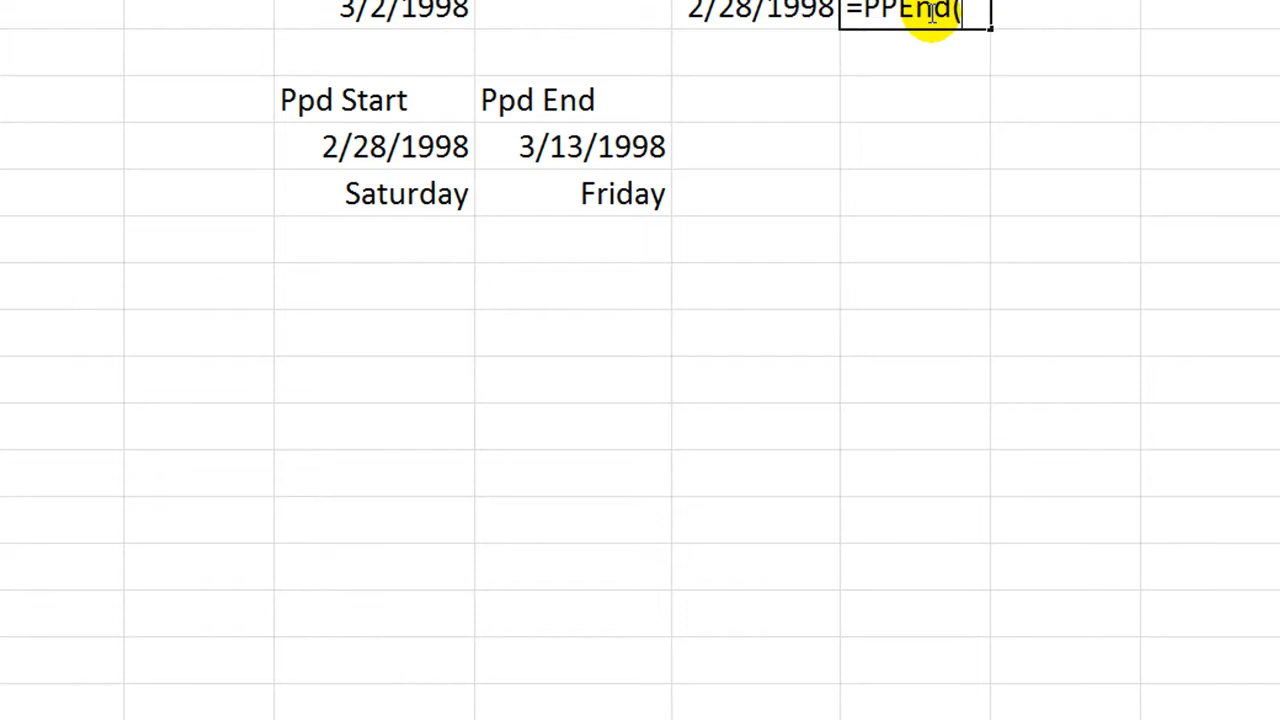 3/2/1998 2/28/1998 =PPEnd(
Ppd Start Ppd End
2/28/1998 3/13/1998
Saturday Friday